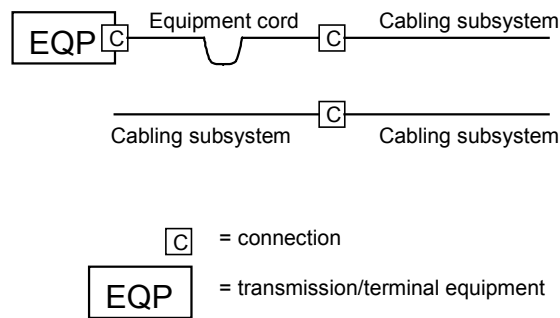 Equipment cord Cabling subsystem
EQP C C
C
Cabling subsystem Cabling subsystem
C = connection
EQP = transmission/terminal equipment